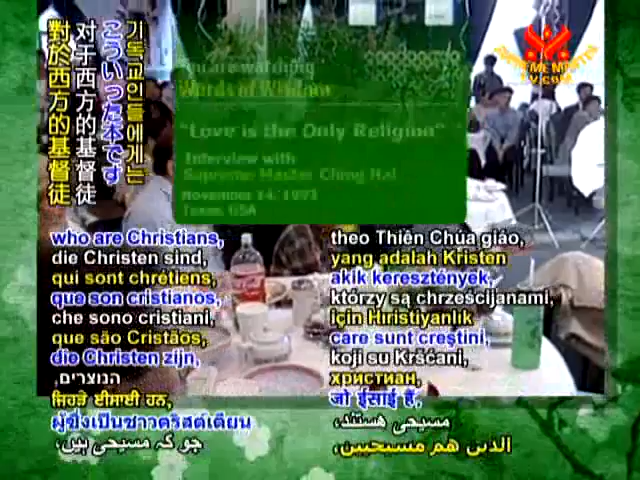 SUPREME MASTER
TV.COM
對於西方的基督徒
对于西方的基督徒
こういった本です
기독교인들에게는
You are watching
Words of Wisdom
"Love is the Only Religion"
Interview with
Supreme Master Ching Hai
November 14, 1993
Texas, USA
who are Christians,
die Christen sind,
qui sont chrétiens,
que son cristianos,
che sono cristiani,
que são Cristãos,
die Christen zijn,
הנוצרים,
ਜਿਹੜੇ ਈਸਾਈ ਹਨ,
ผู้ซึ่งเป็นชาวคริสต์เตียน
جو کہ مسیحی ہیں،
theo Thiên Chúa giáo,
yang adalah Kristen
akik keresztények,
którzy są chrześcijanami,
için Hıristiyanlık
care sunt creştini,
koji su Kršćani,
христиан,
जो ईसाई हैं,
مسیحی هستند،
الذين هم مسيحيين،